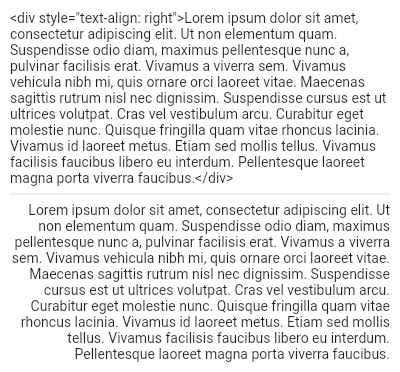 <div style="text-align: right">Lorem ipsum dolor sit amet,
consectetur adipiscing elit. Ut non elementum quam.
Suspendisse odio diam, maximus pellentesque nunc a,
pulvinar facilisis erat. Vivamus a viverra sem. Vivamus
vehicula nibh mi, quis ornare orci laoreet vitae. Maecenas
sagittis rutrum nisl nec dignissim. Suspendisse cursus est ut
ultrices volutpat. Cras vel vestibulum arcu. Curabitur eget
molestie nunc. Quisque fringilla quam vitae rhoncus lacinia.
Vivamus id laoreet metus. Etiam sed mollis tellus. Vivamus
facilisis faucibus libero eu interdum. Pellentesque laoreet
magna porta viverra faucibus.</div>
Lorem ipsum dolor sit amet, consectetur adipiscing elit. Ut
non elementum quam. Suspendisse odio diam, maximus
pellentesque nunc a, pulvinar facilisis erat. Vivamus a viverra
sem. Vivamus vehicula nibh mi, quis ornare orci laoreet vitae.
Maecenas sagittis rutrum nisl nec dignissim. Suspendisse
cursus est ut ultrices volutpat. Cras vel vestibulum arcu.
Curabitur eget molestie nunc. Quisque fringilla quam vitae
rhoncus lacinia. Vivamus id laoreet metus. Etiam sed mollis
tellus. Vivamus facilisis faucibus libero eu interdum.
Pellentesque laoreet magna porta viverra faucibus.